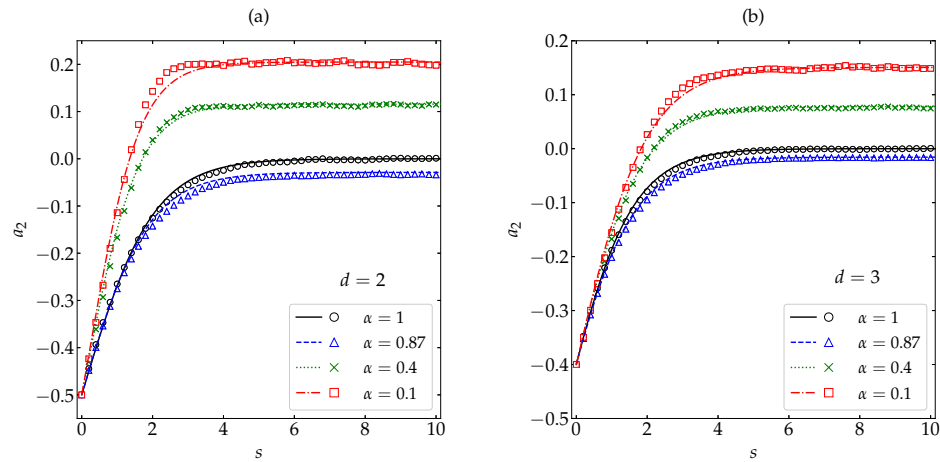 (a)
0.2
0.1
0.0
−0.1
−0.2
−0.3
−0.4
−0.5
a₂
0 2 4 6 8 10
s
d = 2
α = 1
α = 0.87
α = 0.4
α = 0.1
(b)
0.2
0.1
0.0
−0.1
−0.2
−0.3
−0.4
−0.5
a₂
0 2 4 6 8 10
s
d = 3
α = 1
α = 0.87
α = 0.4
α = 0.1